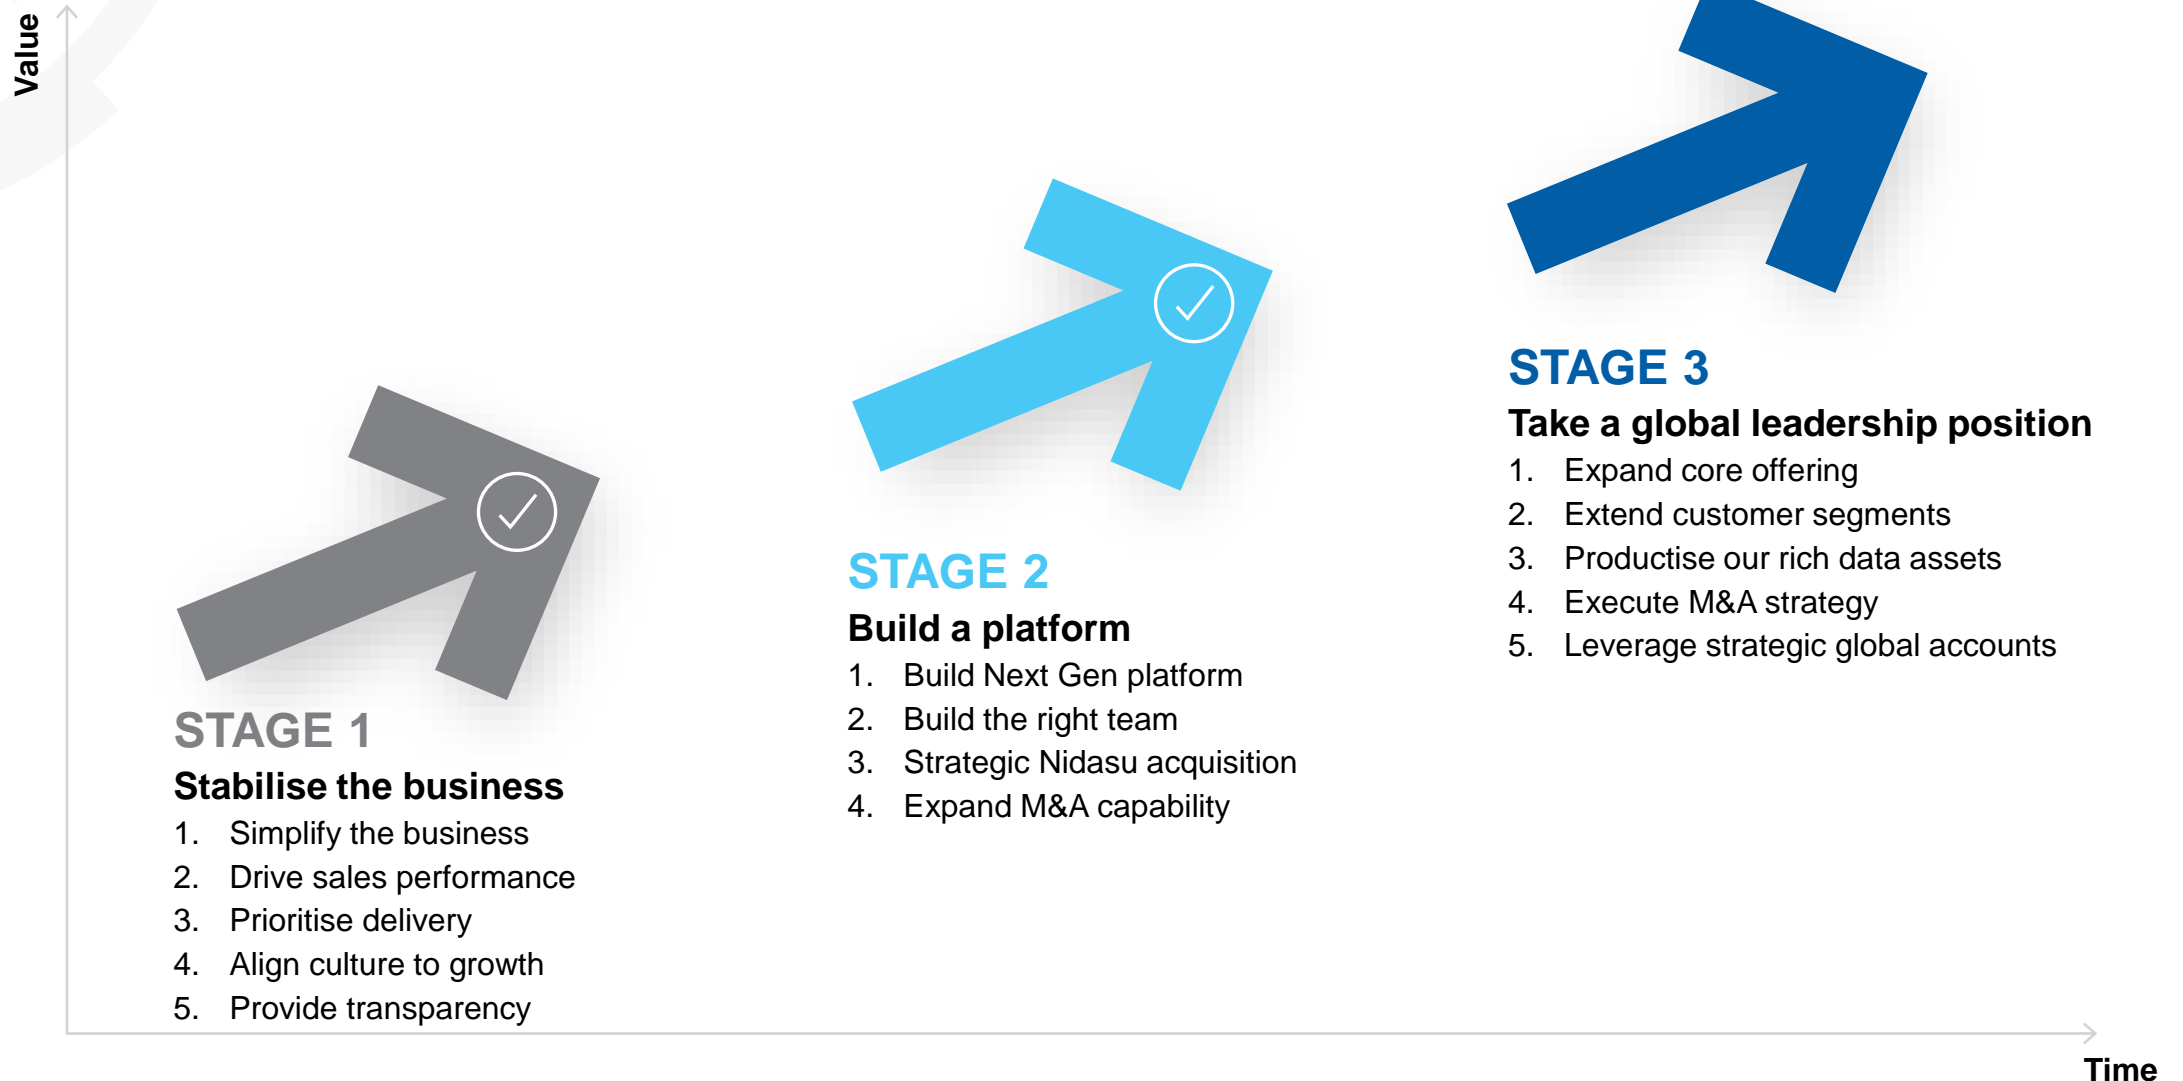 Value
STAGE 1
Stabilise the business
1. Simplify the business
2. Drive sales performance
3. Prioritise delivery
4. Align culture to growth
5. Provide transparency
STAGE 2
Build a platform
1. Build Next Gen platform
2. Build the right team
3. Strategic Nidasu acquisition
4. Expand M&A capability
STAGE 3
Take a global leadership position
1. Expand core offering
2. Extend customer segments
3. Productise our rich data assets
4. Execute M&A strategy
5. Leverage strategic global accounts
Time